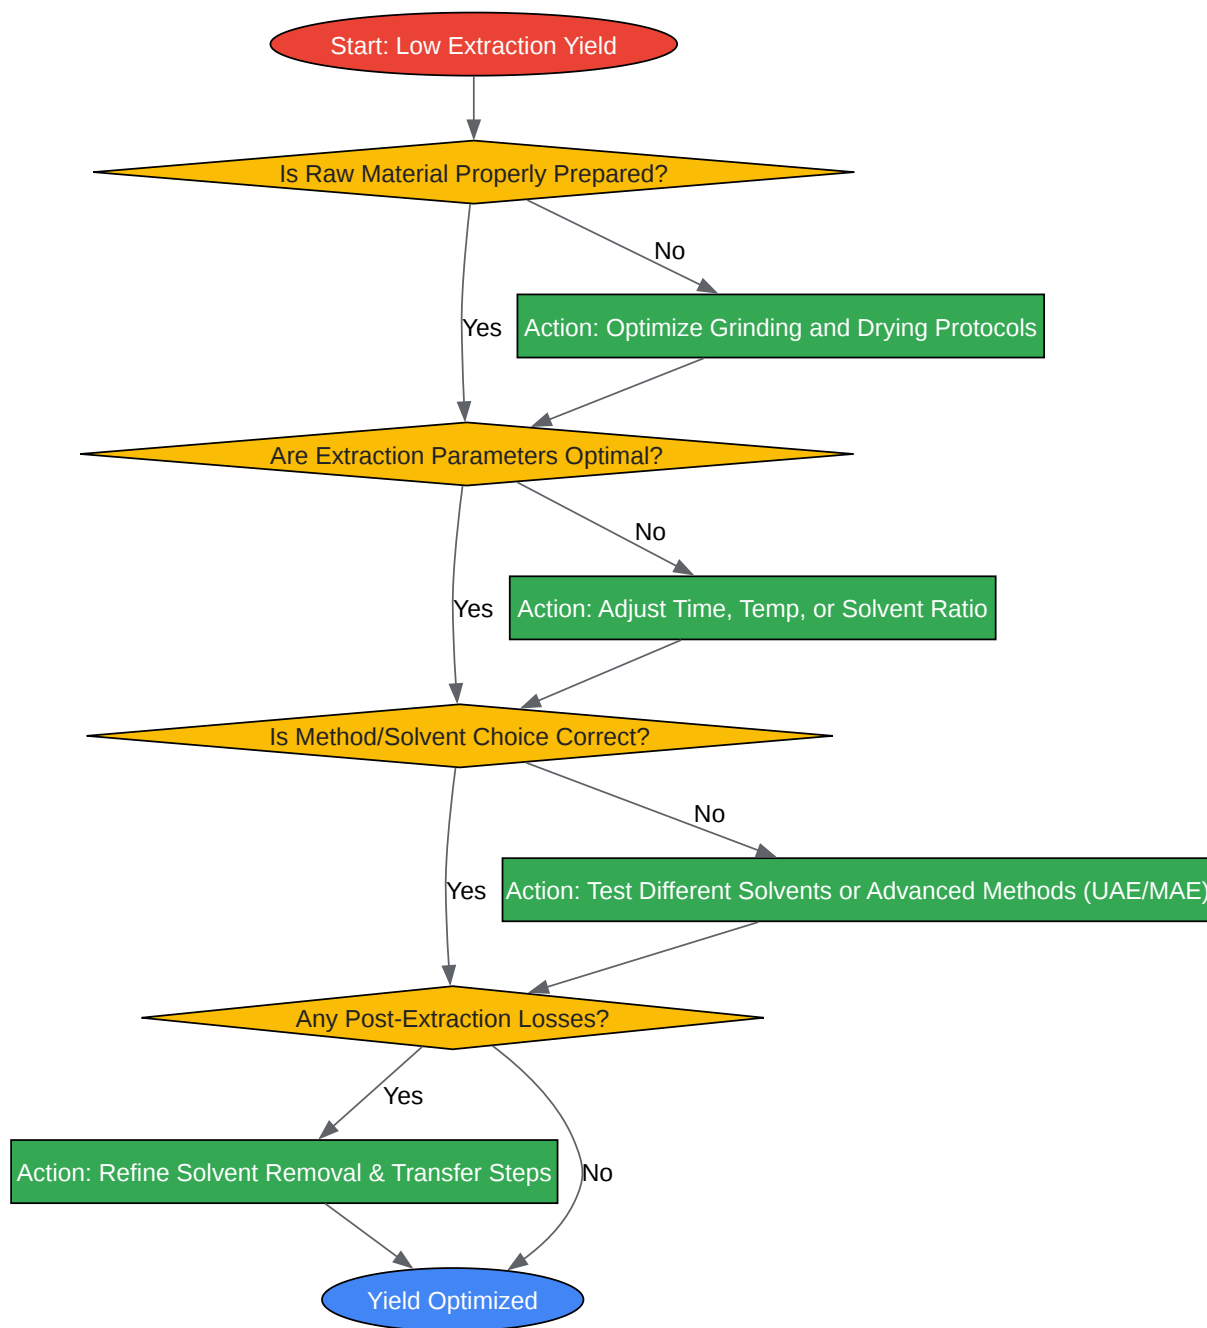 Start: Low Extraction Yield
Is Raw Material Properly Prepared?
No
Yes
Action: Optimize Grinding and Drying Protocols
Are Extraction Parameters Optimal?
No
Yes
Action: Adjust Time, Temp, or Solvent Ratio
Is Method/Solvent Choice Correct?
No
Yes
Action: Test Different Solvents or Advanced Methods (UAE/MAE)
Any Post-Extraction Losses?
Yes
Action: Refine Solvent Removal & Transfer Steps
No
Yield Optimized